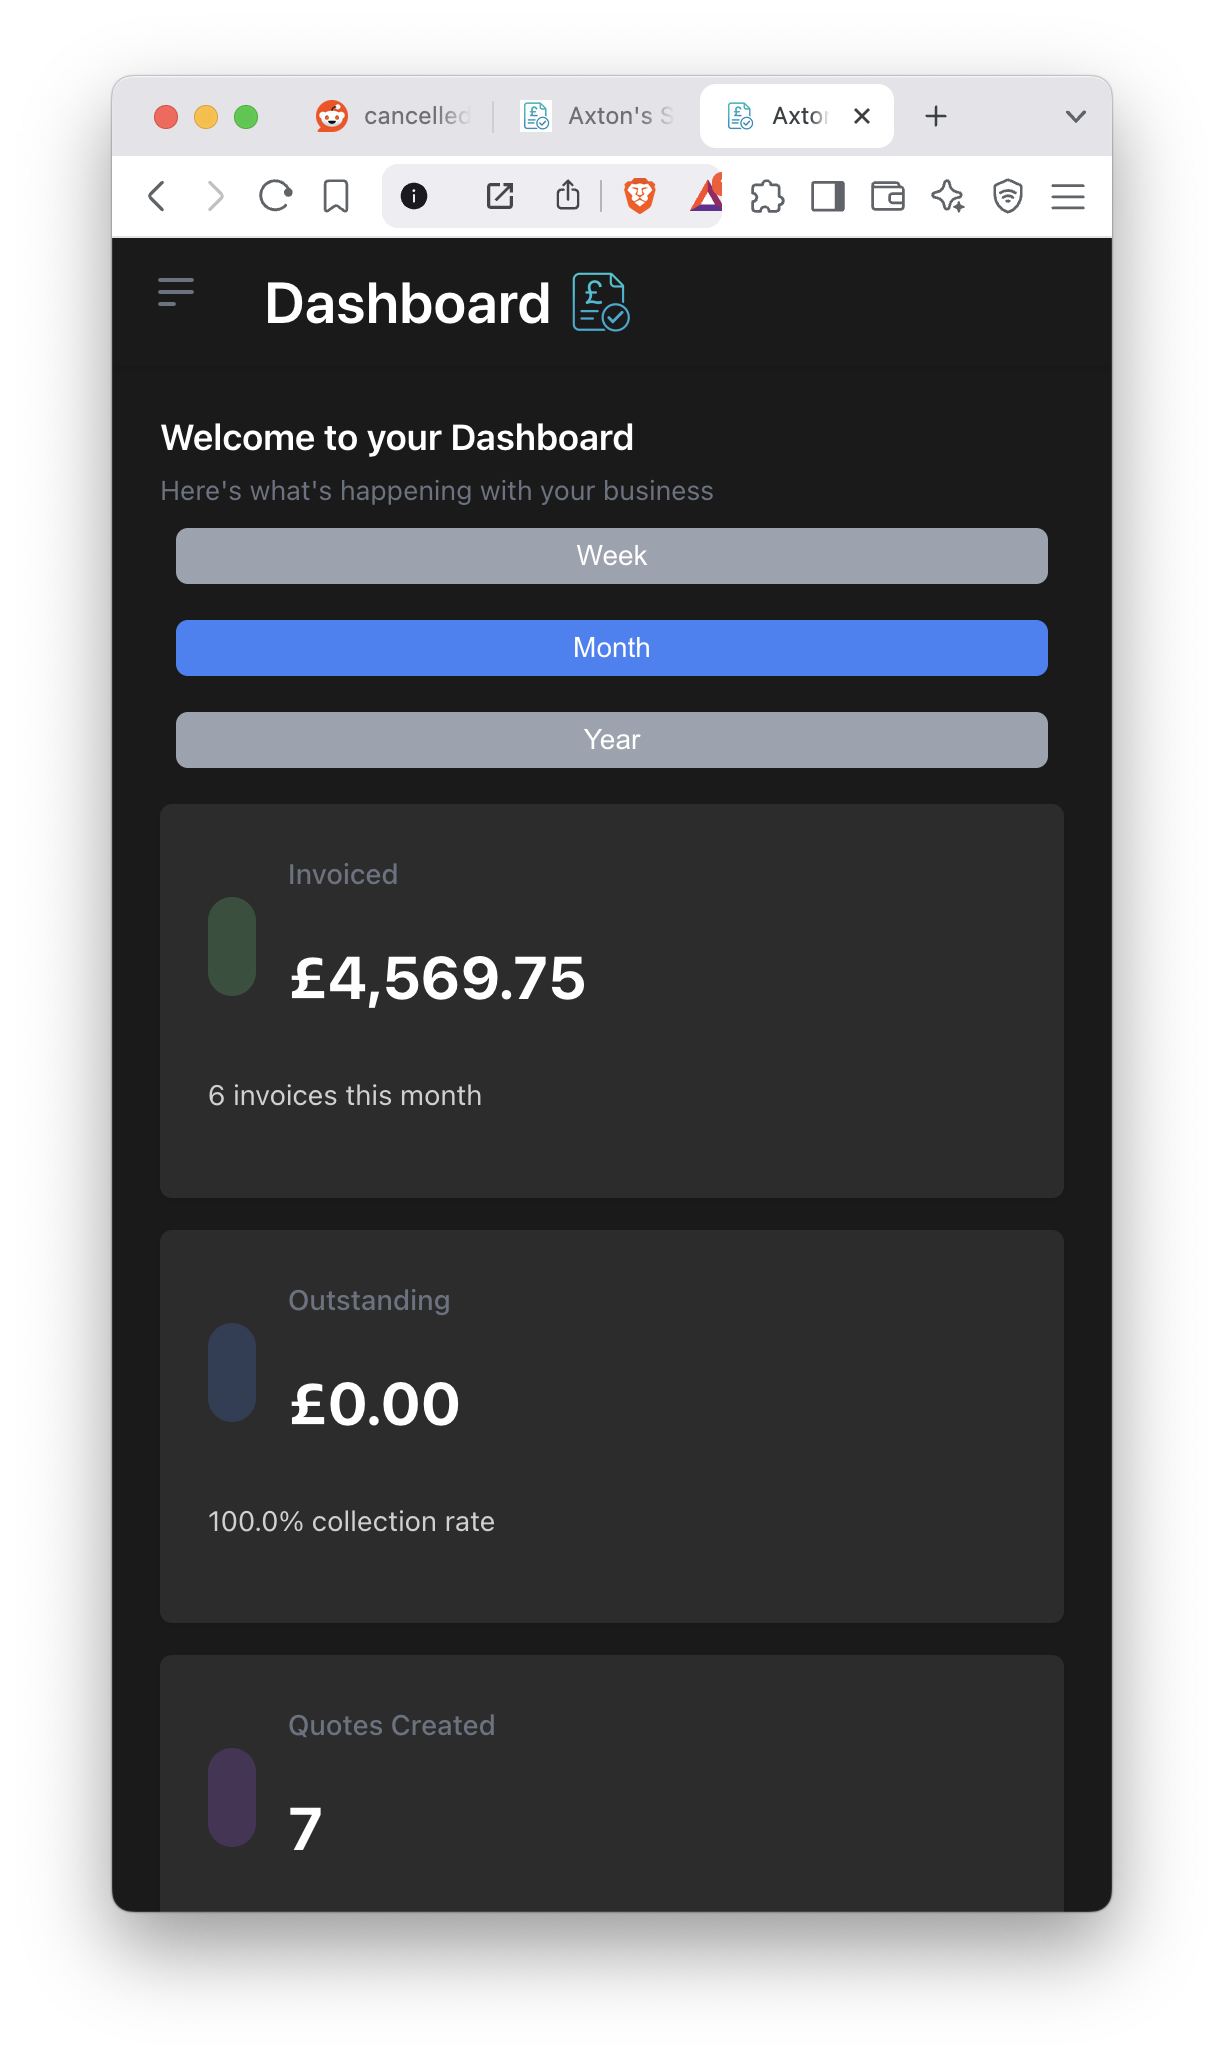 cancelled
Axton's S
Axto
Dashboard
£
Welcome to your Dashboard
Here's what's happening with your business
Week
Month
Year
Invoiced
£4,569.75
6 invoices this month
Outstanding
£0.00
100.0% collection rate
Quotes Created
7